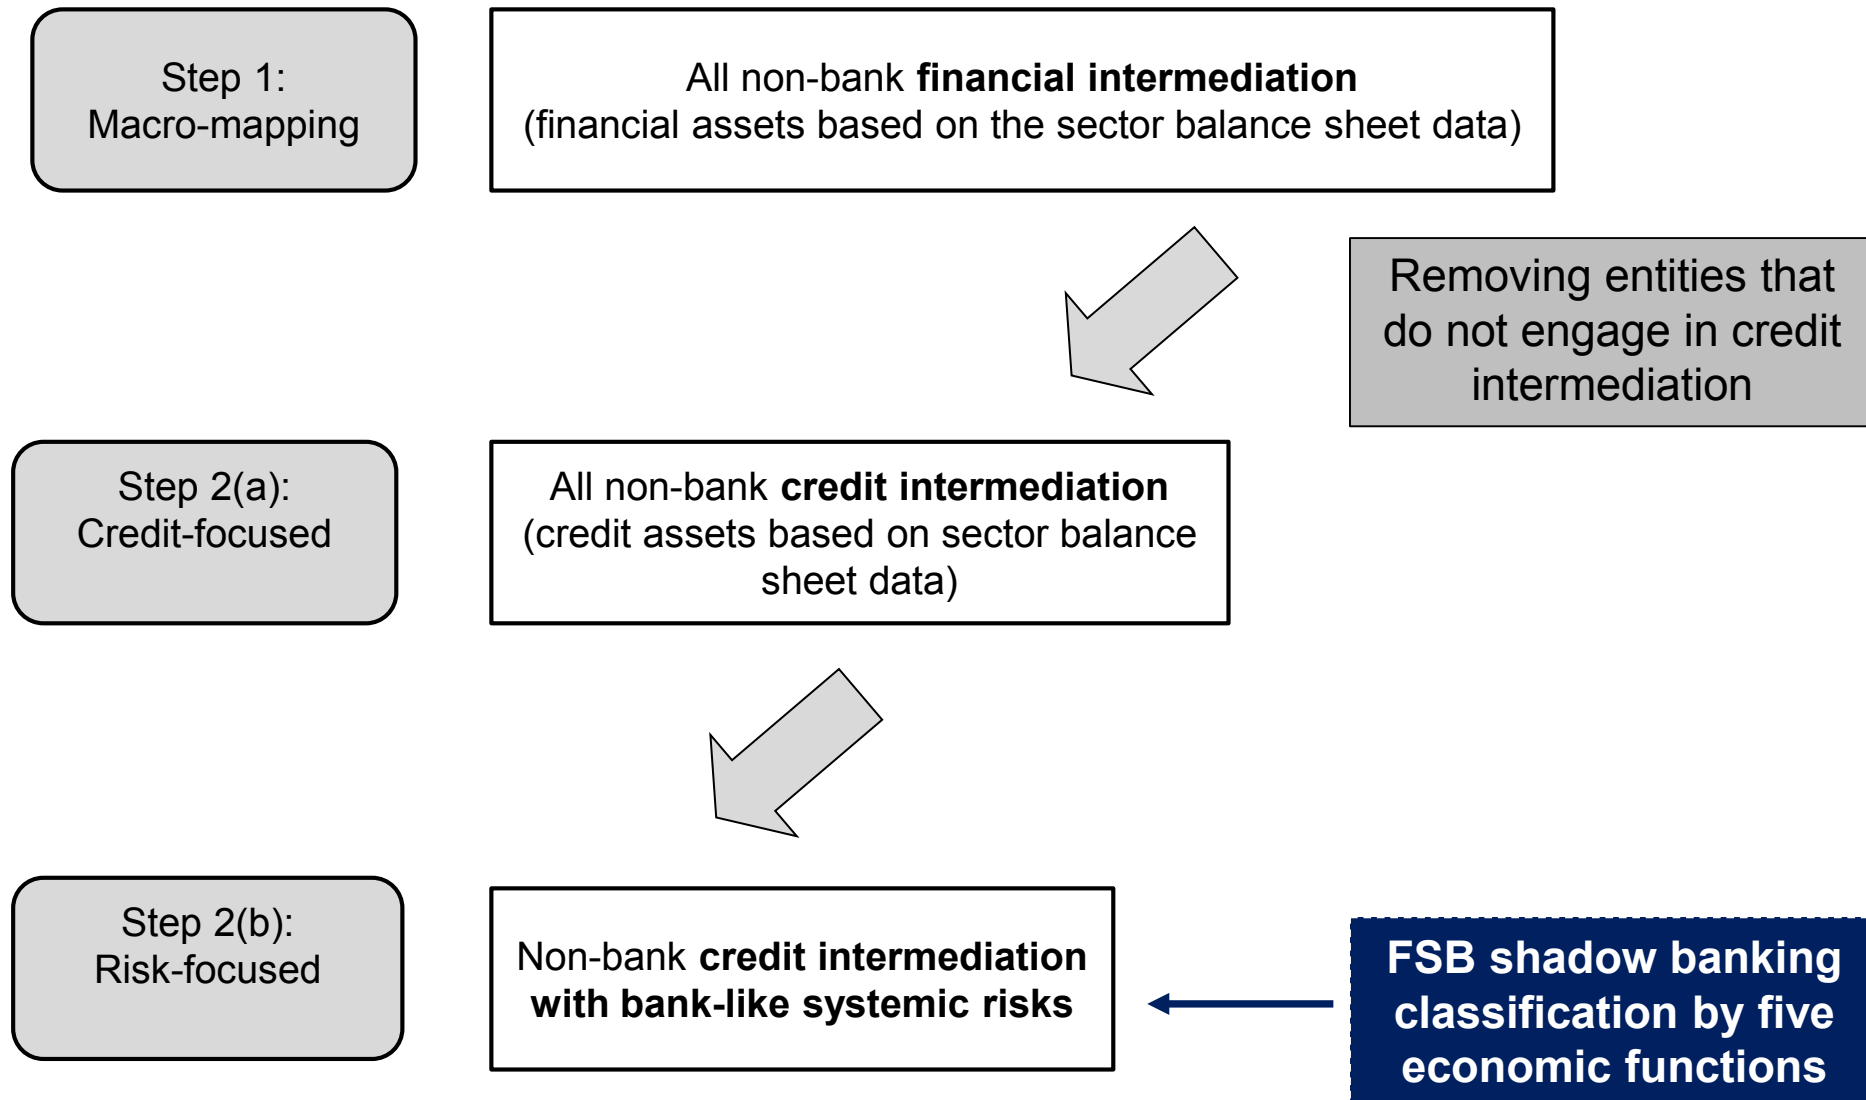 Step 1:
Macro-mapping
All non-bank financial intermediation
(financial assets based on the sector balance sheet data)
Removing entities that
do not engage in credit
intermediation
Step 2(a):
Credit-focused
All non-bank credit intermediation
(credit assets based on sector balance
sheet data)
Step 2(b):
Risk-focused
Non-bank credit intermediation
with bank-like systemic risks
FSB shadow banking
classification by five
economic functions